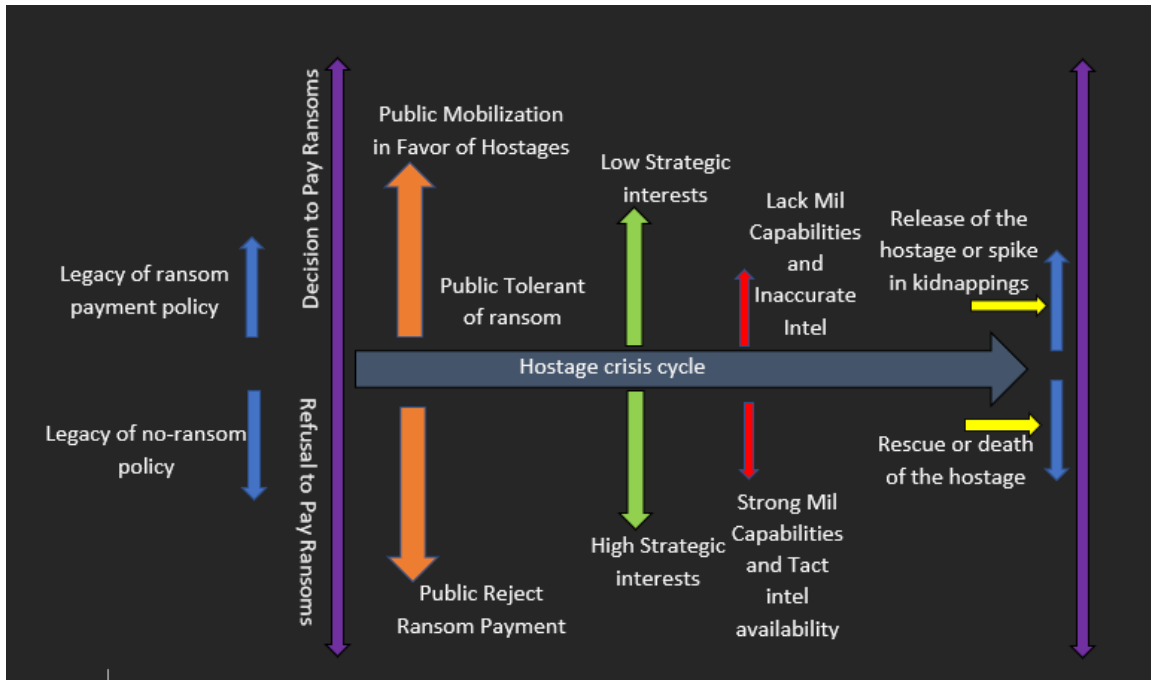 Decision to Pay Ransoms
Refusal to Pay Ransoms
Legacy of ransom
payment policy
Legacy of no-ransom
policy
Public Mobilization
in Favor of Hostages
Public Tolerant
of ransom
Public Reject
Ransom Payment
Low Strategic
interests
High Strategic
interests
Lack Mil
Capabilities
and
Inaccurate
Intel
Strong Mil
Capabilities
and Tact
intel
availability
Hostage crisis cycle
Release of the
hostage or spike
in kidnappings
Rescue or death
of the hostage